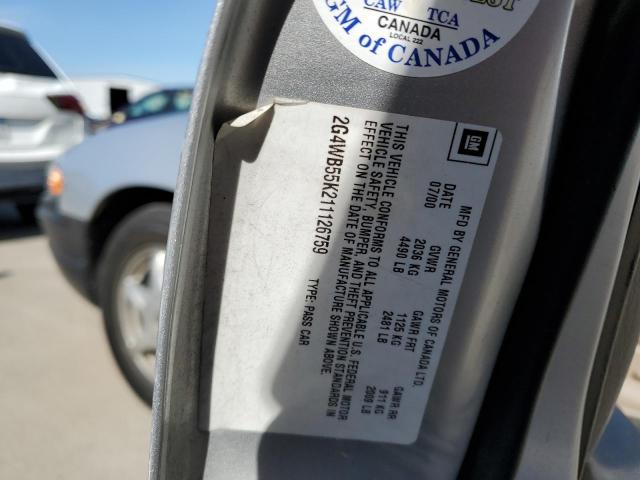 CAW TCA
CANADA
LOCAL 222
GM of CANADA
GM
MFD BY GENERAL MOTORS OF CANADA LTD.
DATE GVWR GAWR FRT GAWR RR
07/00 2036 KG 1125 KG 911 KG
4490 LB 2481 LB 2009 LB
THIS VEHICLE CONFORMS TO ALL APPLICABLE U.S. FEDERAL MOTOR
VEHICLE SAFETY, BUMPER, AND THEFT PREVENTION STANDARDS IN
EFFECT ON THE DATE OF MANUFACTURE SHOWN ABOVE.
2G4WB55K211126759 TYPE: PASS CAR